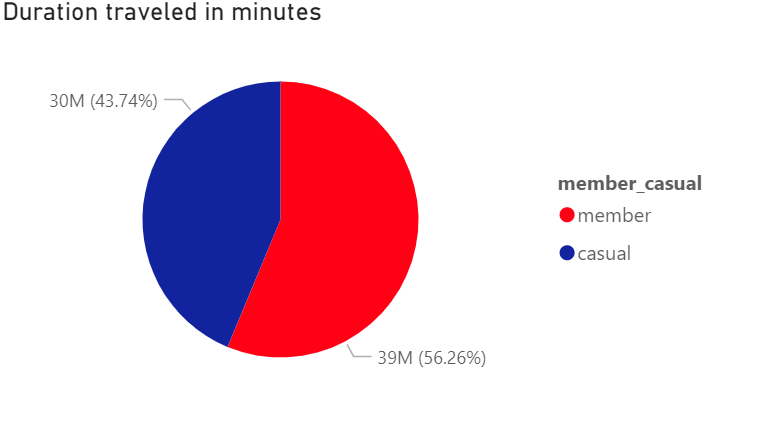 Duration traveled in minutes
30M (43.74%)
member_casual
member
casual
39M (56.26%)